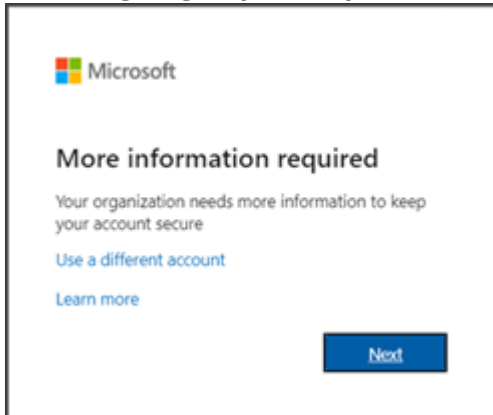 Microsoft
More information required
Your organization needs more information to keep
your account secure
Use a different account
Learn more
Next